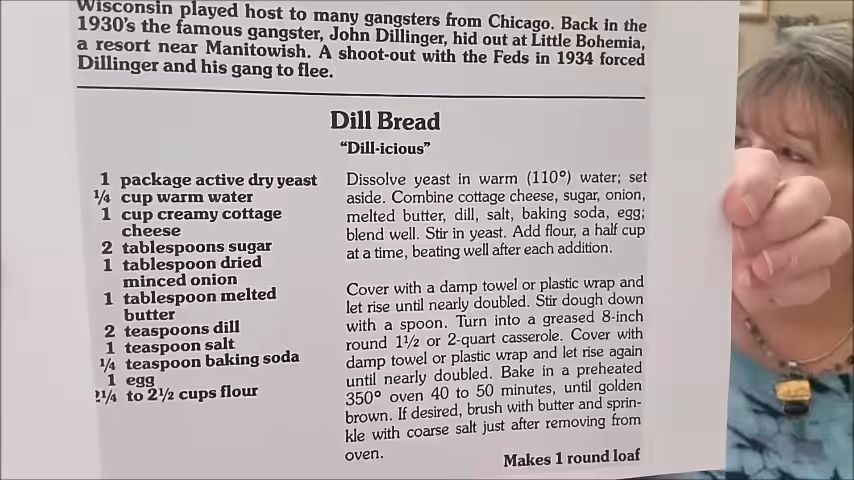 Wisconsin played host to many gangsters from Chicago. Back in the
1930's the famous gangster, John Dillinger, hid out at Little Bohemia,
a resort near Manitowish. A shoot-out with the Feds in 1934 forced
Dillinger and his gang to flee.
Dill Bread
"Dill-icious"
1 package active dry yeast
¼ cup warm water
1 cup creamy cottage
cheese
2 tablespoons sugar
1 tablespoon dried
minced onion
1 tablespoon melted
butter
2 teaspoons dill
1 teaspoon salt
¼ teaspoon baking soda
1 egg
2¼ to 2½ cups flour
Dissolve yeast in warm (110°) water; set
aside. Combine cottage cheese, sugar, onion,
melted butter, dill, salt, baking soda, egg;
blend well. Stir in yeast. Add flour, a half cup
at a time, beating well after each addition.
Cover with a damp towel or plastic wrap and
let rise until nearly doubled. Stir dough down
with a spoon. Turn into a greased 8-inch
round 1½ or 2-quart casserole. Cover with
damp towel or plastic wrap and let rise again
until nearly doubled. Bake in a preheated
350° oven 40 to 50 minutes, until golden
brown. If desired, brush with butter and sprin-
kle with coarse salt just after removing from
oven.
Makes 1 round loaf